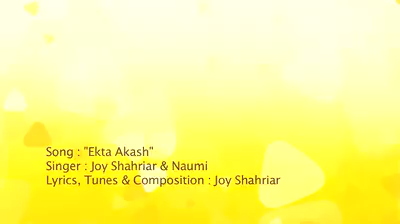 Song : "Ekta Akash"
Singer : Joy Shahriar & Naumi
Lyrics, Tunes & Composition : Joy Shahriar